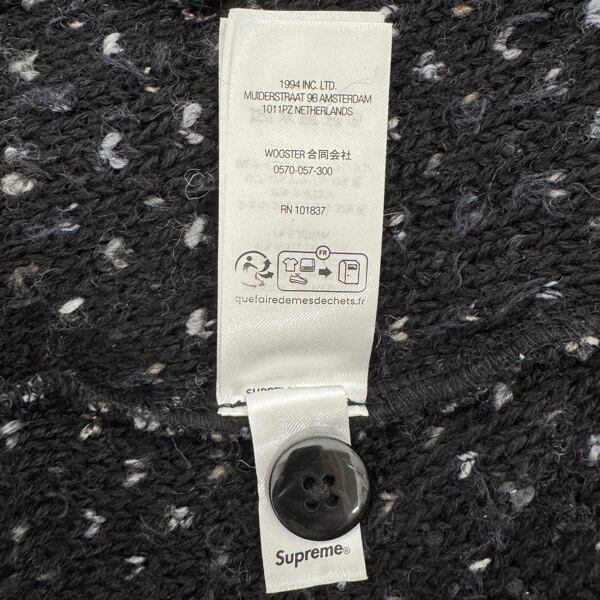 1994 INC. LTD.
MUIDERSTRAAT 9B AMSTERDAM
1011PZ NETHERLANDS
WOOSTER 合同会社
0570-057-300
RN 101837
FR
quefairedemesdechets.fr
Supreme®